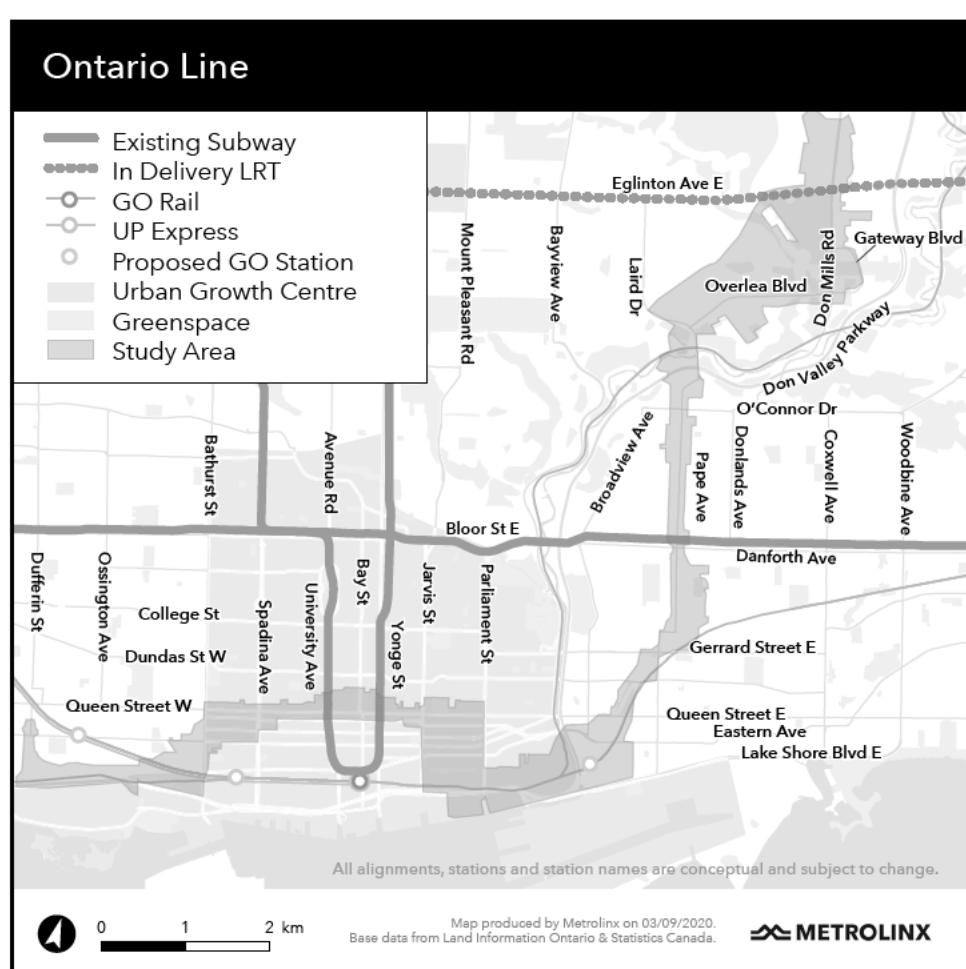 Ontario Line
Existing Subway
In Delivery LRT
GO Rail
UP Express
Proposed GO Station
Urban Growth Centre
Greenspace
Study Area
Eglinton Ave E
Mount Pleasant Rd
Bayview Ave
Laird Dr
Overlea Blvd
Don Mills Rd
Gateway Blvd
Don Valley Parkway
O'Connor Dr
Bathurst St
Avenue Rd
Broadview Ave
Pape Ave
Donlands Ave
Coxwell Ave
Woodbine Ave
Bloor St E
Danforth Ave
Dufferin St
Ossington Ave
College St
Dundas St W
Spadina Ave
University Ave
Bay St
Yonge St
Jarvis St
Parliament St
Gerrard Street E
Queen Street W
Queen Street E
Eastern Ave
Lake Shore Blvd E
All alignments, stations and station names are conceptual and subject to change.
0 1 2 km
Map produced by Metrolinx on 03/09/2020.
Base data from Land Information Ontario & Statistics Canada.
METROLINX